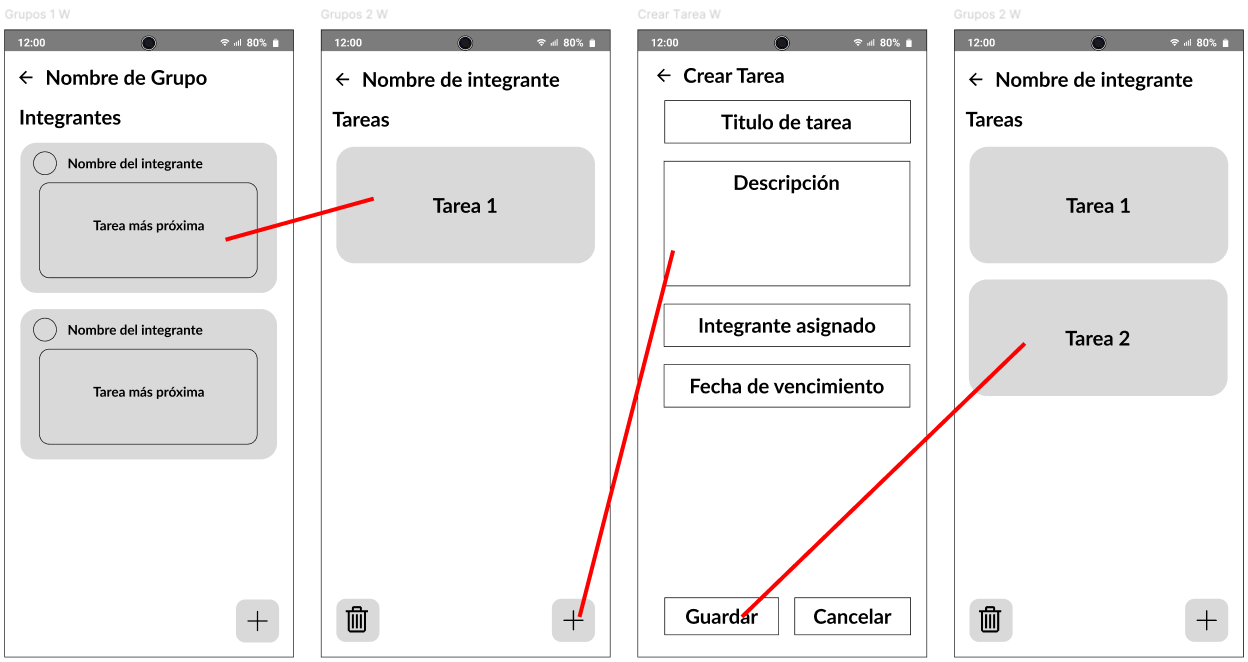 Grupos 1 W
12:00
80%
Nombre de Grupo
Integrantes
Nombre del integrante
Tarea más próxima
Nombre del integrante
Tarea más próxima
Grupos 2 W
12:00
80%
Nombre de integrante
Tareas
Tarea 1
Crear Tarea W
12:00
80%
Crear Tarea
Titulo de tarea
Descripción
Integrante asignado
Fecha de vencimiento
Guardar
Cancelar
Grupos 2 W
12:00
80%
Nombre de integrante
Tareas
Tarea 1
Tarea 2